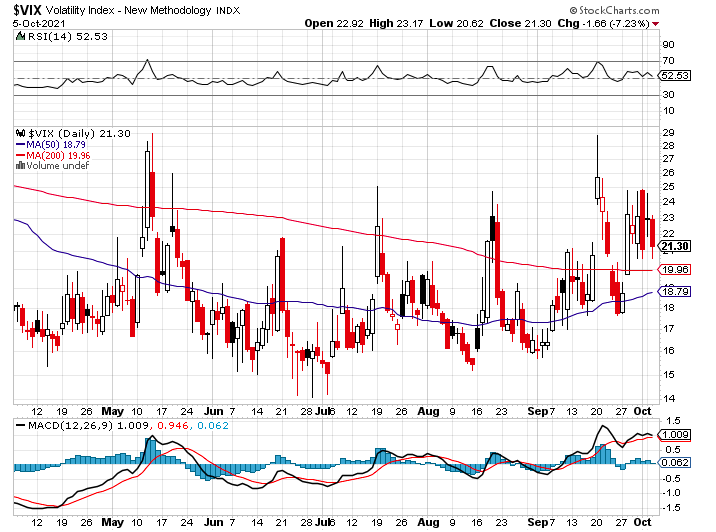 $VIX Volatility Index - New Methodology INDX © StockCharts.com
5-Oct-2021 Open 22.92 High 23.17 Low 20.62 Close 21.30 Chg -1.66 (-7.23%)
RSI(14) 52.53
90
70
52.53
30
10
$VIX (Daily) 21.30
MA(50) 18.79
MA(200) 19.96
Volume undef
29
28
27
26
25
24
23
22
21.30
19.96
18.79
18
17
16
15
14
12 19 26 May 10 17 24 Jun 7 14 21 28 Jul 6 12 19 26 Aug 9 16 23 Sep 7 13 20 27 Oct
MACD(12,26,9) 1.009, 0.946, 0.062
1.5
1.009
0.062
-0.5
-1.0
-1.5
12 19 26 May 10 17 24 Jun 7 14 21 28 Jul 6 12 19 26 Aug 9 16 23 Sep 7 13 20 27 Oct